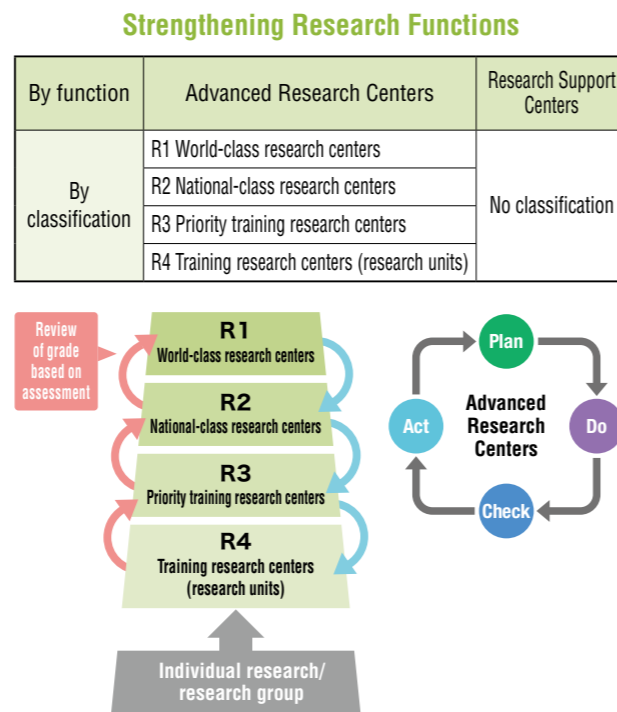 Strengthening Research Functions
By function
Advanced Research Centers
Research Support
Centers
By
classification
R1 World-class research centers
R2 National-class research centers
R3 Priority training research centers
R4 Training research centers (research units)
No classification
Review
of grade
based on
assessment
R1
World-class research centers
R2
National-class research centers
R3
Priority training research centers
R4
Training research centers
(research units)
Individual research/
research group
Plan
Do
Check
Act
Advanced
Research
Centers